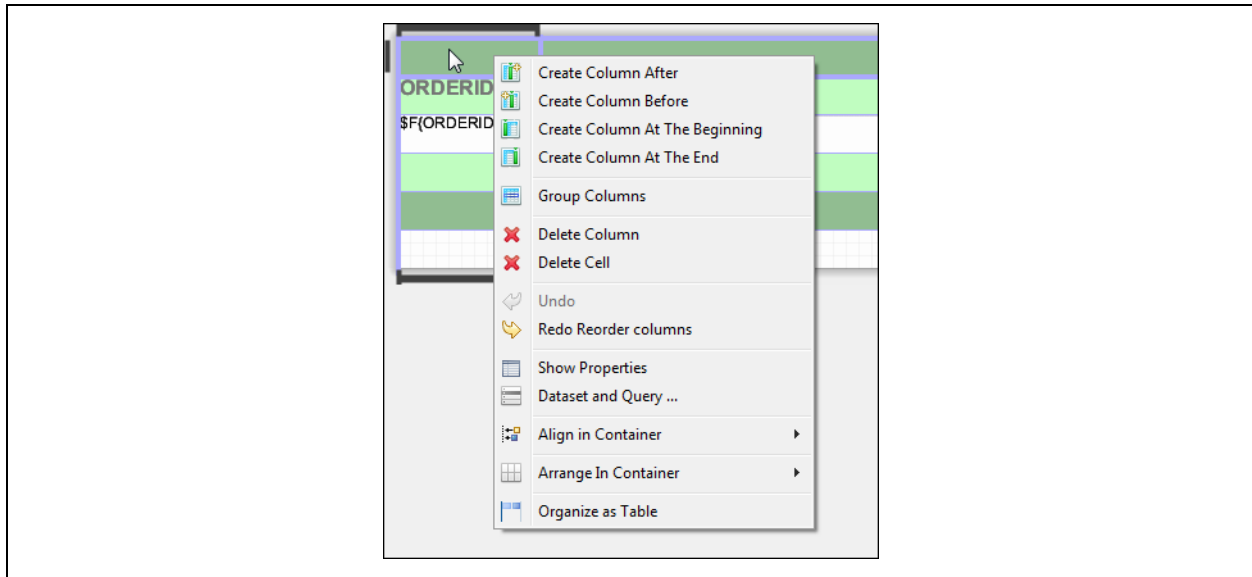 ORDERID
$F{ORDERID
Create Column After
Create Column Before
Create Column At The Beginning
Create Column At The End
Group Columns
Delete Column
Delete Cell
Undo
Redo Reorder columns
Show Properties
Dataset and Query ...
Align in Container
Arrange In Container
Organize as Table